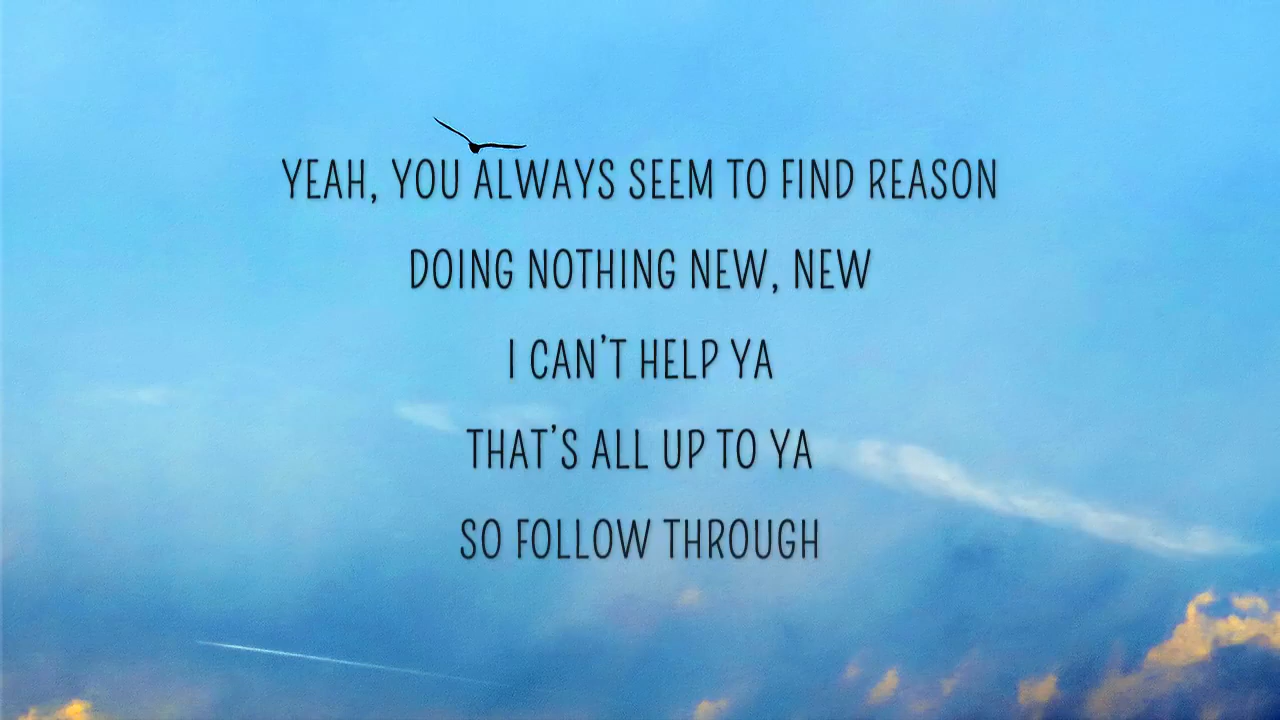 YEAH, YOU ALWAYS SEEM TO FIND REASON
DOING NOTHING NEW, NEW
I CAN'T HELP YA
THAT'S ALL UP TO YA
SO FOLLOW THROUGH